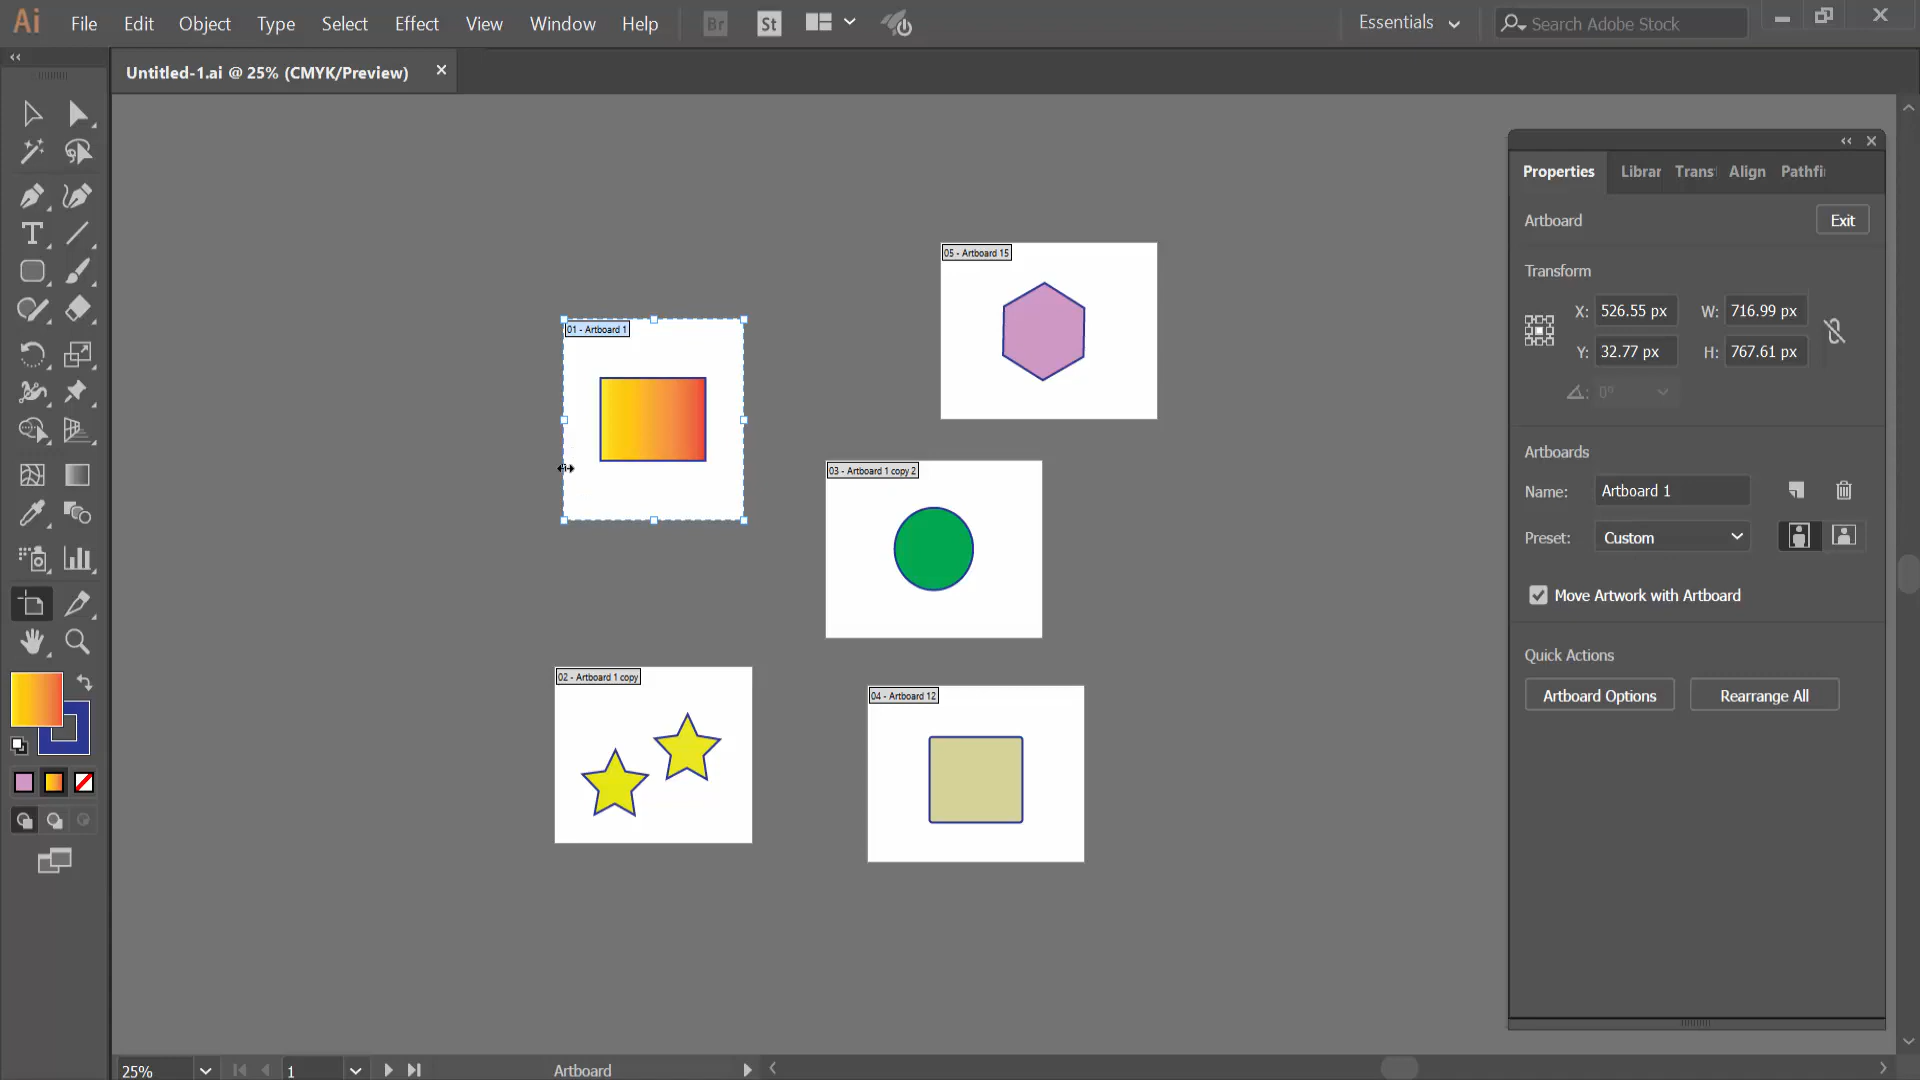 Ai File Edit Object Type Select Effect View Window Help Br St Essentials Search Adobe Stock
Untitled-1.ai @ 25% (CMYK/Preview)
Properties Librar Trans Align Pathfi
Artboard Exit
Transform
X: 526.55 px W: 716.99 px
Y: 32.77 px H: 767.61 px
0°
Artboards
Name: Artboard 1
Preset: Custom
Move Artwork with Artboard
Quick Actions
Artboard Options Rearrange All
05 - Artboard 15
01 - Artboard 1
03 - Artboard 1 copy 2
02 - Artboard 1 copy
04 - Artboard 12
25% 1 Artboard